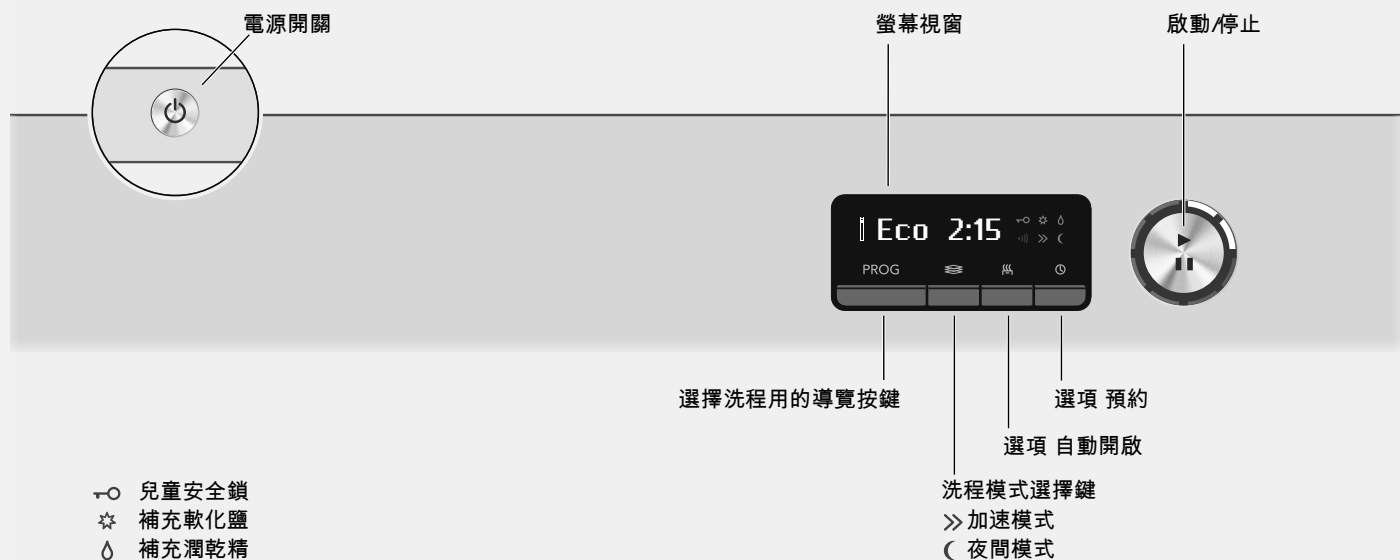 電源開關
螢幕視窗
啟動/停止
Eco 2:15
PROG
選擇洗程用的導覽按鍵
選項 預約
選項 自動開啟
兒童安全鎖
洗程模式選擇鍵
補充軟化鹽
加速模式
補充潤乾精
夜間模式